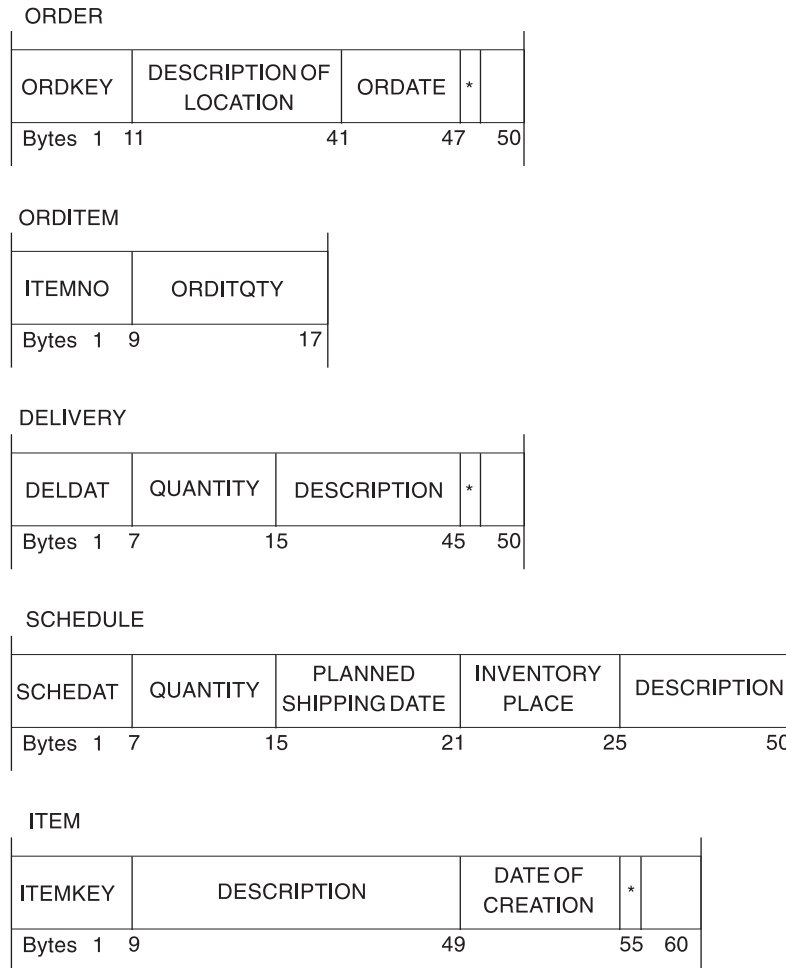 ORDER
ORDKEY DESCRIPTION OF LOCATION ORDATE *
Bytes 1 11 41 47 50
ORDITEM
ITEMNO ORDITQTY
Bytes 1 9 17
DELIVERY
DELDAT QUANTITY DESCRIPTION *
Bytes 1 7 15 45 50
SCHEDULE
SCHEDAT QUANTITY PLANNED SHIPPING DATE INVENTORY PLACE DESCRIPTION
Bytes 1 7 15 21 25 50
ITEM
ITEMKEY DESCRIPTION DATE OF CREATION *
Bytes 1 9 49 55 60